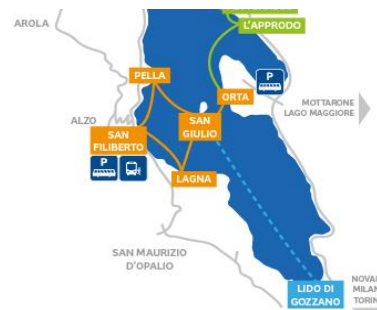 AROLA
L'APPRODO
PELLA
P
ORTA
MOTTARONE
LAGO MAGGIORE
ALZO
SAN
GIULIO
SAN
FILIBERTO
P
LAGNA
SAN MAURIZIO
D'OPALIO
LIDO DI
GOZZANO
NOVA
MILAN
TORIN